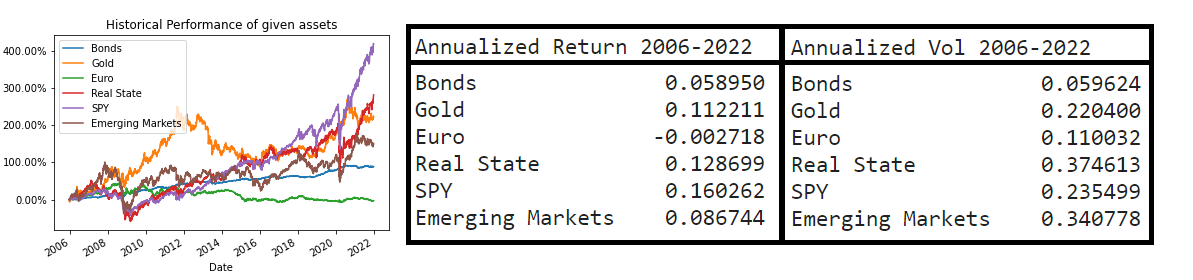 Historical Performance of given assets
400.00%
300.00%
200.00%
100.00%
0.00%
Bonds
Gold
Euro
Real State
SPY
Emerging Markets
2006 2008 2010 2012 2014 2016 2018 2020 2022
Date
Annualized Return 2006-2022
Bonds 0.058950
Gold 0.112211
Euro -0.002718
Real State 0.128699
SPY 0.160262
Emerging Markets 0.086744
Annualized Vol 2006-2022
Bonds 0.059624
Gold 0.220400
Euro 0.110032
Real State 0.374613
SPY 0.235499
Emerging Markets 0.340778